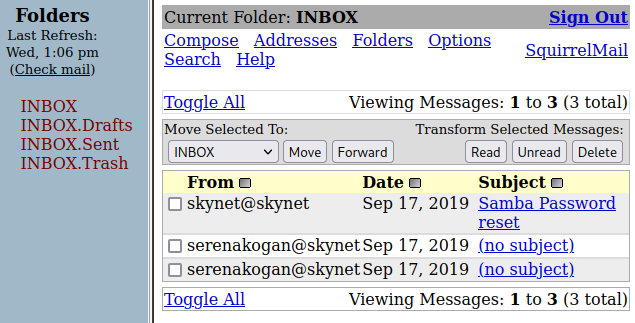 Folders
Last Refresh:
Wed, 1:06 pm
(Check mail)
INBOX
INBOX.Drafts
INBOX.Sent
INBOX.Trash
Current Folder: INBOX Sign Out
Compose Addresses Folders Options SquirrelMail
Search Help
Toggle All Viewing Messages: 1 to 3 (3 total)
Move Selected To: Transform Selected Messages:
INBOX Move Forward Read Unread Delete
From Date Subject
skynet@skynet Sep 17, 2019 Samba Password
reset
serenakogan@skynet Sep 17, 2019 (no subject)
serenakogan@skynet Sep 17, 2019 (no subject)
Toggle All Viewing Messages: 1 to 3 (3 total)